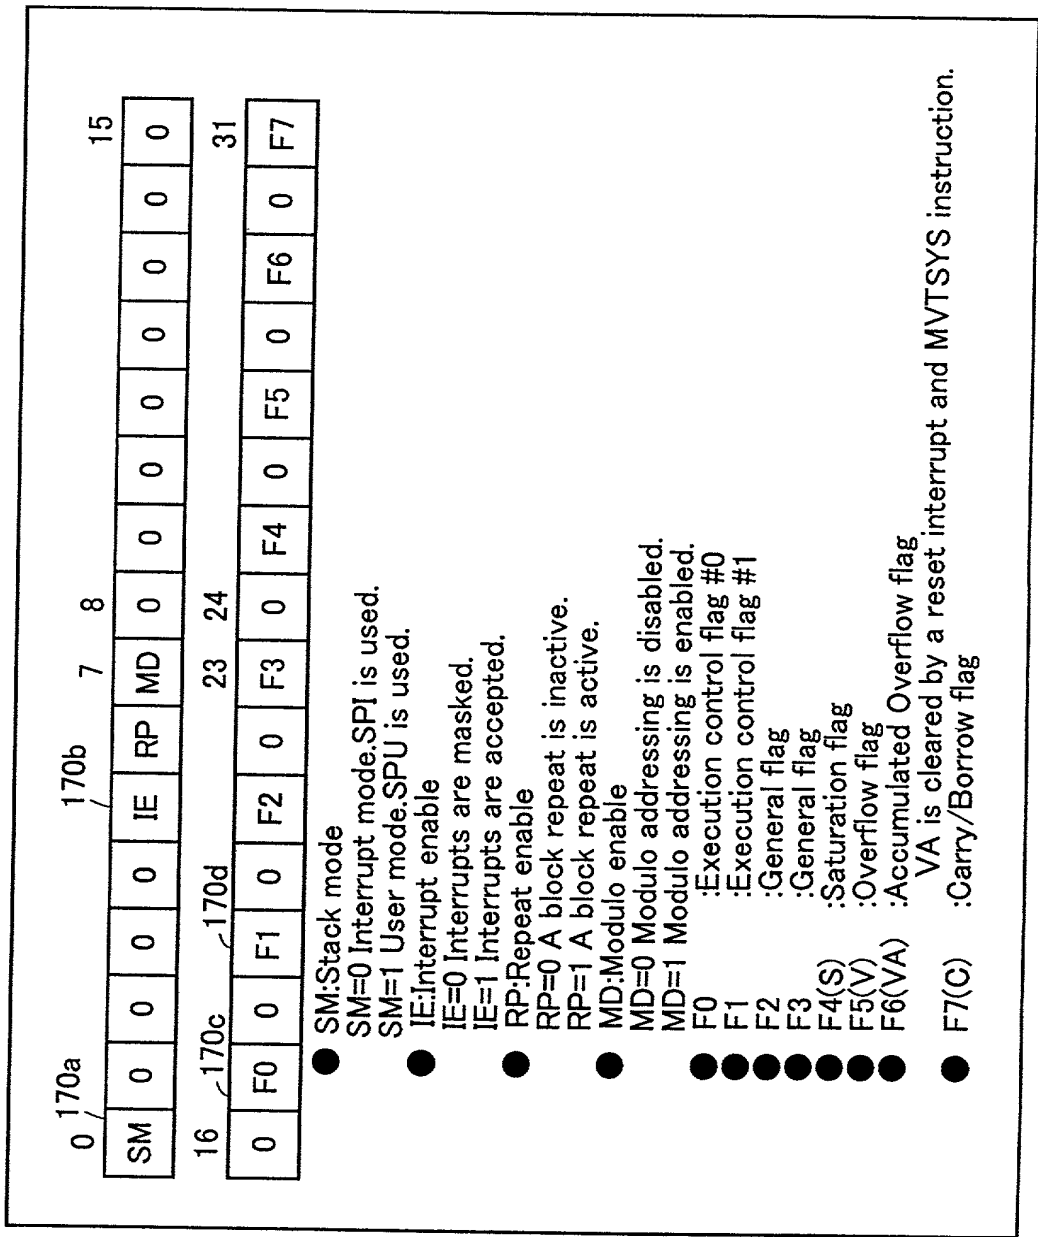 0 170a 170b 7 8 15
SM 0 0 0 0 IE RP MD 0 0 0 0 0 0 0 0
16 170c 170d 23 24 31
0 F0 0 F1 0 F2 0 F3 0 F4 0 F5 0 F6 0 F7
● SM:Stack mode
SM=0 Interrupt mode.SPI is used.
SM=1 User mode.SPU is used.
● IE:Interrupt enable
IE=0 Interrupts are masked.
IE=1 Interrupts are accepted.
● RP:Repeat enable
RP=0 A block repeat is inactive.
RP=1 A block repeat is active.
● MD:Modulo enable
MD=0 Modulo addressing is disabled.
MD=1 Modulo addressing is enabled.
● F0 :Execution control flag #0
● F1 :Execution control flag #1
● F2 :General flag
● F3 :General flag
● F4(S) :Saturation flag
● F5(V) :Overflow flag
● F6(VA) :Accumulated Overflow flag
VA is cleared by a reset interrupt and MVTSYS instruction.
● F7(C) :Carry/Borrow flag